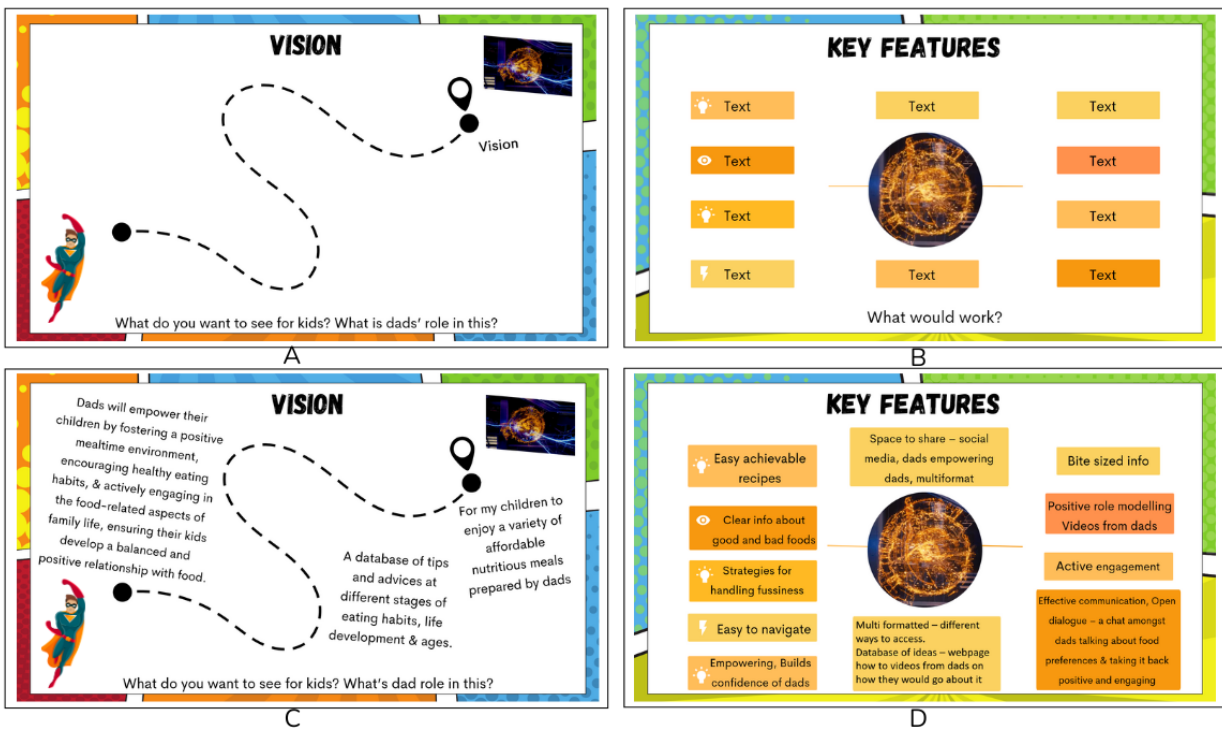 VISION
Vision
What do you want to see for kids? What is dads' role in this?
A
KEY FEATURES
Text
Text
Text
Text
Text
Text
Text
Text
Text
Text
What would work?
B
VISION
Dads will empower their
children by fostering a positive
mealtime environment,
encouraging healthy eating
habits, & actively engaging in
the food-related aspects of
family life, ensuring their kids
develop a balanced and
positive relationship with food.
A database of tips
and advices at
different stages of
eating habits, life
development & ages.
For my children to
enjoy a variety of
affordable
nutritious meals
prepared by dads
What do you want to see for kids? What's dad role in this?
C
KEY FEATURES
Easy achievable
recipes
Clear info about
good and bad foods
Strategies for
handling fussiness
Easy to navigate
Empowering, Builds
confidence of dads
Space to share – social
media, dads empowering
dads, multiformat
Multi formatted – different
ways to access.
Database of ideas – webpage
how to videos from dads on
how they would go about it
Bite sized info
Positive role modelling
Videos from dads
Active engagement
Effective communication, Open
dialogue – a chat amongst
dads talking about food
preferences & taking it back
positive and engaging
D